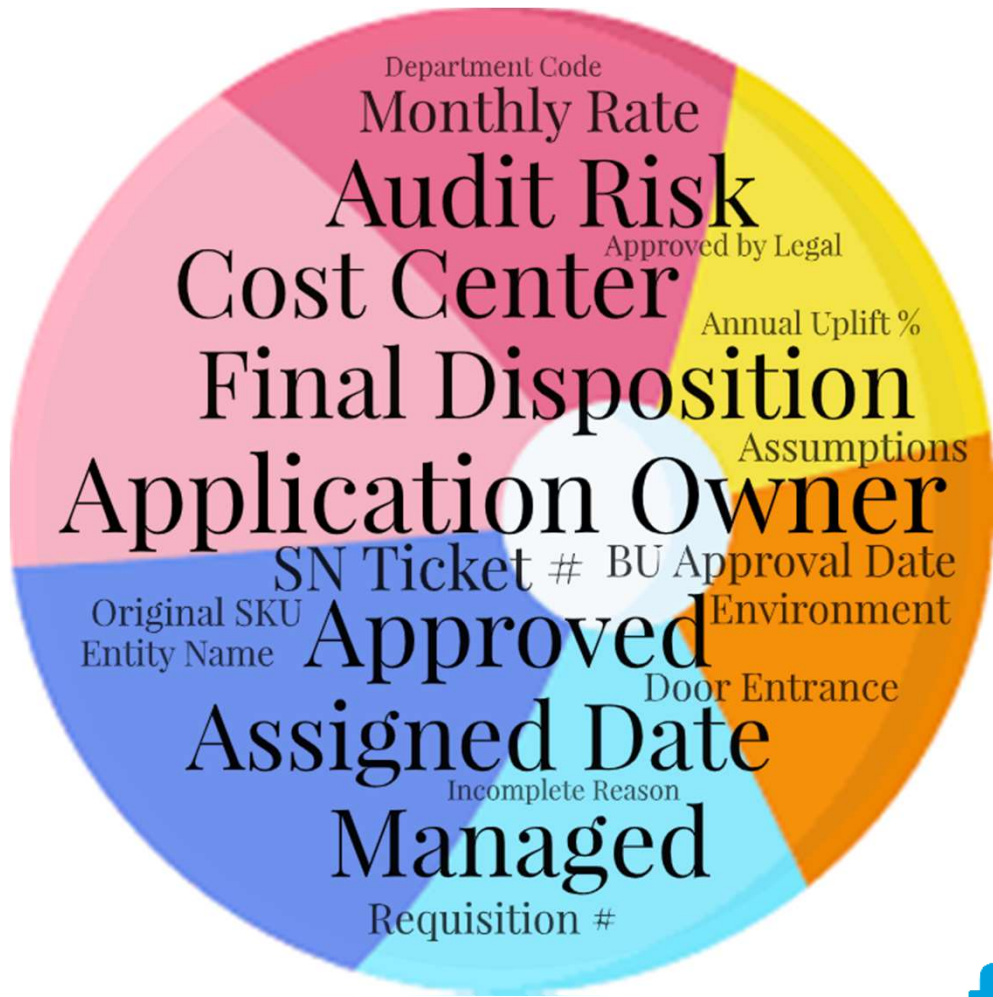 Department Code
Monthly Rate
Audit Risk
Approved by Legal
Cost Center
Annual Uplift %
Final Disposition
Assumptions
Application Owner
SN Ticket #
BU Approval Date
Original SKU
Environment
Approved
Entity Name
Door Entrance
Assigned Date
Incomplete Reason
Managed
Requisition #